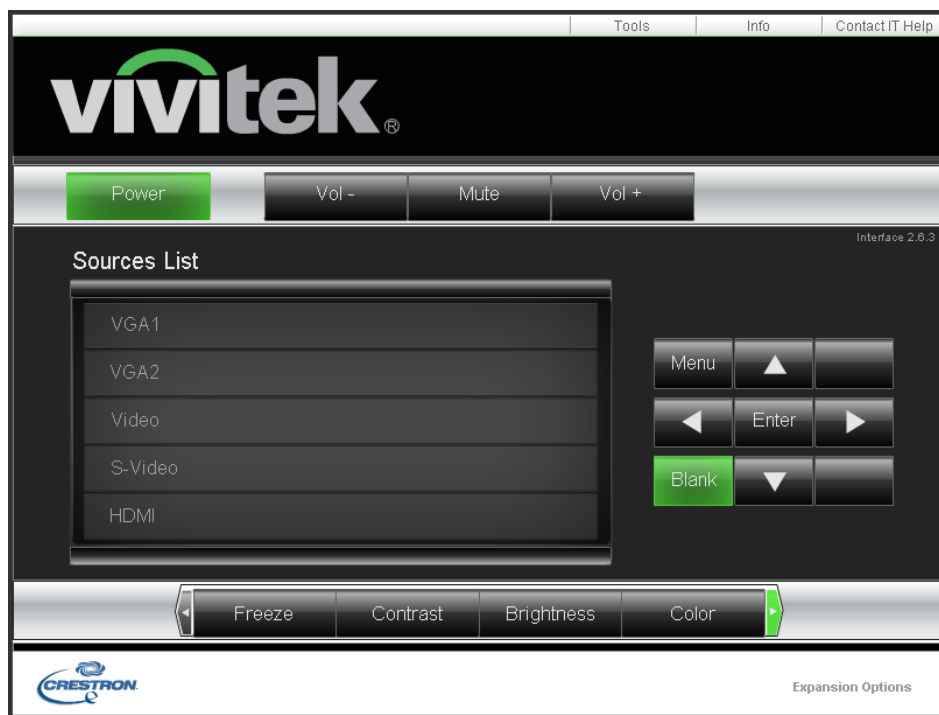 Tools Info Contact IT Help
vivitek®
Power Vol - Mute Vol +
Interface 2.6.3
Sources List
VGA1
VGA2
Video
S-Video
HDMI
Menu
Enter
Blank
Freeze Contrast Brightness Color
CRESTRON.
Expansion Options